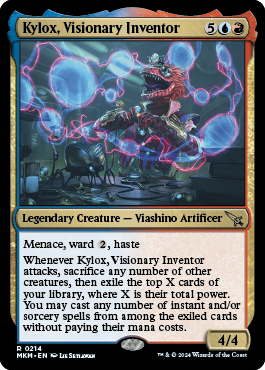 Kylox, Visionary Inventor 5
Legendary Creature — Viashino Artificer
Menace, ward 2, haste
Whenever Kylox, Visionary Inventor
attacks, sacrifice any number of other
creatures, then exile the top X cards of
your library, where X is their total power.
You may cast any number of instant and/or
sorcery spells from among the exiled cards
without paying their mana costs.
4/4
R 0214
MKM • EN Lie Setiawan
™ & © 2024 Wizards of the Coast